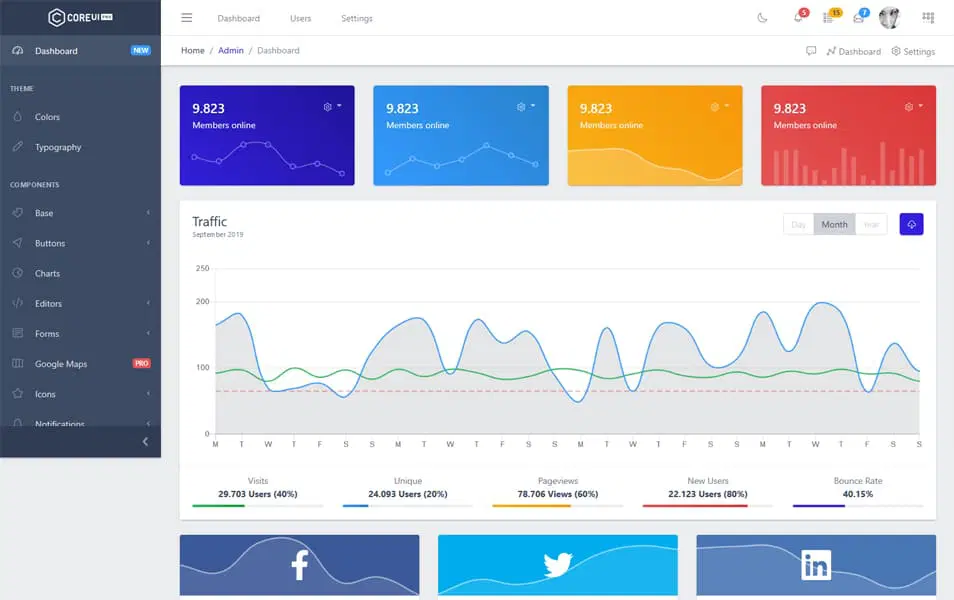 COREUI PRO
Dashboard NEW
THEME
Colors
Typography
COMPONENTS
Base
Buttons
Charts
Editors
Forms
Google Maps PRO
Icons
Notifications
Dashboard Users Settings
5 15 7
Home / Admin / Dashboard
Dashboard Settings
9.823
Members online
9.823
Members online
9.823
Members online
9.823
Members online
Traffic
September 2019
Day Month Year
250
200
100
0
M T W T F S S M T W T F S S M T W T F S S M T W T F S S
Visits
29.703 Users (40%)
Unique
24.093 Users (20%)
Pageviews
78.706 Views (60%)
New Users
22.123 Users (80%)
Bounce Rate
40.15%
f
in